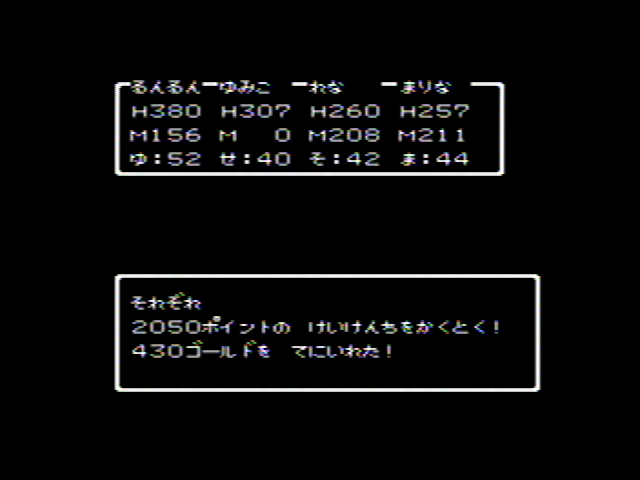 るんるん ゆみこ れな まりな
H380 H307 H260 H257
M156 M 0 M208 M211
ゆ:52 せ:40 そ:42 ま:44
それぞれ
2050ポイントの けいけんちをかくとく!
430ゴールドを てにいれた!